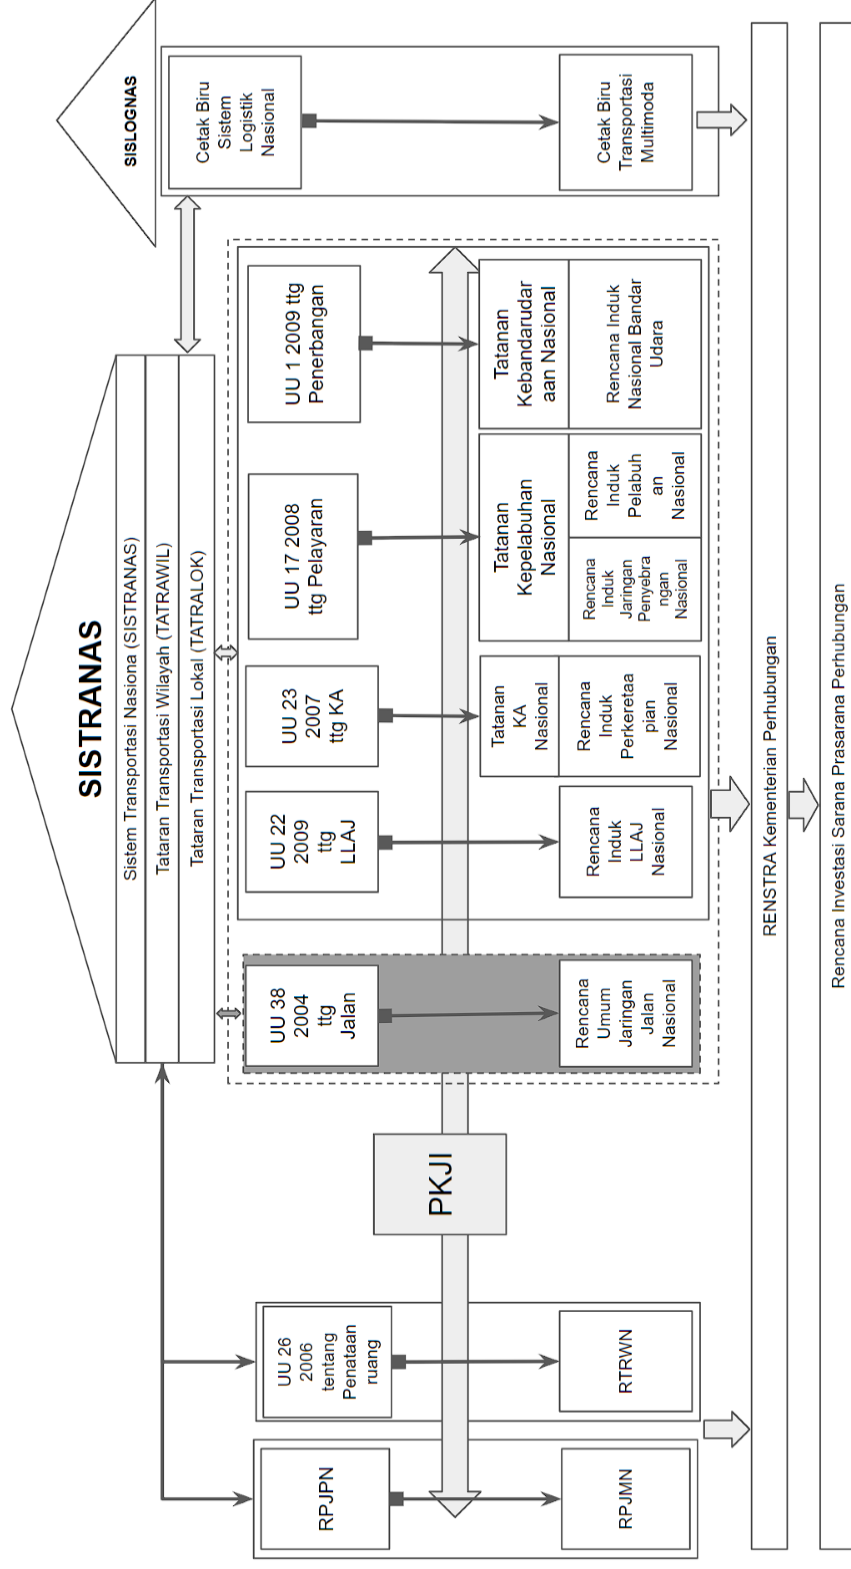 SISTRANAS
Sistem Transportasi Nasiona (SISTRANAS)
Tataran Transportasi Wilayah (TATRAWIL)
Tataran Transportasi Lokal (TATRALOK)
SISLOGNAS
RPJPN
UU 26
2006
tentang
Penataan
ruang
UU 38
2004
ttg
Jalan
UU 22
2009
ttg
LLAJ
UU 23
2007
ttg KA
UU 17 2008
ttg Pelayaran
UU 1 2009 ttg
Penerbangan
Cetak Biru
Sistem
Logistik
Nasional
PKJI
RPJMN
RTRWN
Rencana
Umum
Jaringan
Jalan
Nasional
Rencana
Induk
LLAJ
Nasional
Tatanan
KA
Nasional
Rencana
Induk
Perkeretaa
pian
Nasional
Tatanan
Kepelabuhan
Nasional
Rencana
Induk
Jaringan
Penyebra
ngan
Nasional
Rencana
Induk
Pelabuh
an
Nasional
Tatanan
Kebandarudar
aan Nasional
Rencana Induk
Nasional Bandar
Udara
Cetak Biru
Transportasi
Multimoda
RENSTRA Kementerian Perhubungan
Rencana Investasi Sarana Prasarana Perhubungan